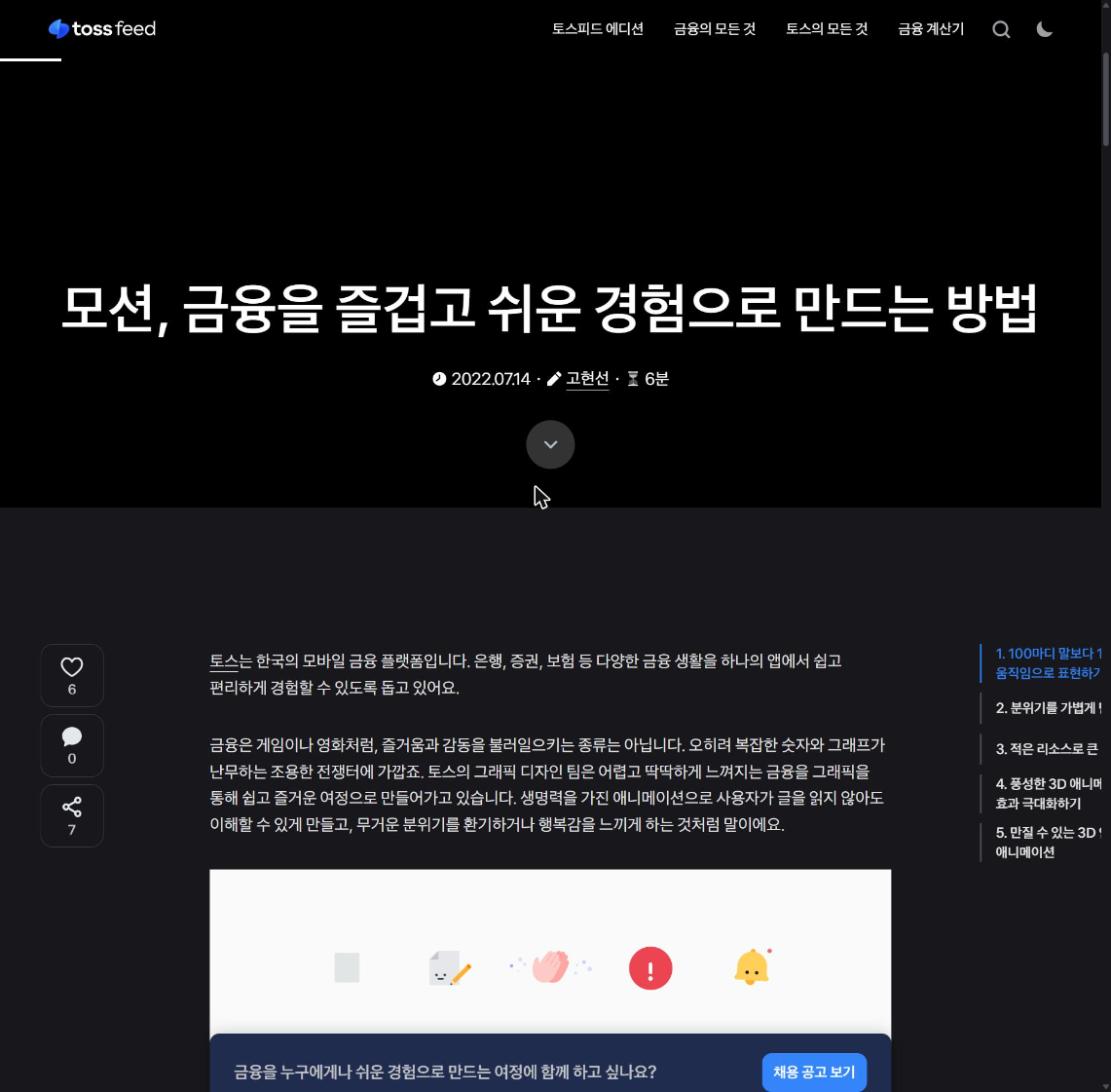 toss feed
토스피드 에디션
금융의 모든 것
토스의 모든 것
금융 계산기
모션, 금융을 즐겁고 쉬운 경험으로 만드는 방법
2022.07.14 · 고현선 · 6분
6
0
7
토스는 한국의 모바일 금융 플랫폼입니다. 은행, 증권, 보험 등 다양한 금융 생활을 하나의 앱에서 쉽고
편리하게 경험할 수 있도록 돕고 있어요.
금융은 게임이나 영화처럼, 즐거움과 감동을 불러일으키는 종류는 아닙니다. 오히려 복잡한 숫자와 그래프가
난무하는 조용한 전쟁터에 가깝죠. 토스의 그래픽 디자인 팀은 어렵고 딱딱하게 느껴지는 금융을 그래픽을
통해 쉽고 즐거운 여정으로 만들어가고 있습니다. 생명력을 가진 애니메이션으로 사용자가 글을 읽지 않아도
이해할 수 있게 만들고, 무거운 분위기를 환기하거나 행복감을 느끼게 하는 것처럼 말이에요.
1. 100마디 말보다
움직임으로 표현하기
2. 분위기를 가볍게
3. 적은 리소스로 큰
4. 풍성한 3D
효과 극대화하기
5. 만질 수 있는 3D
애니메이션
금융을 누구에게나 쉬운 경험으로 만드는 여정에 함께 하고 싶나요?
채용 공고 보기